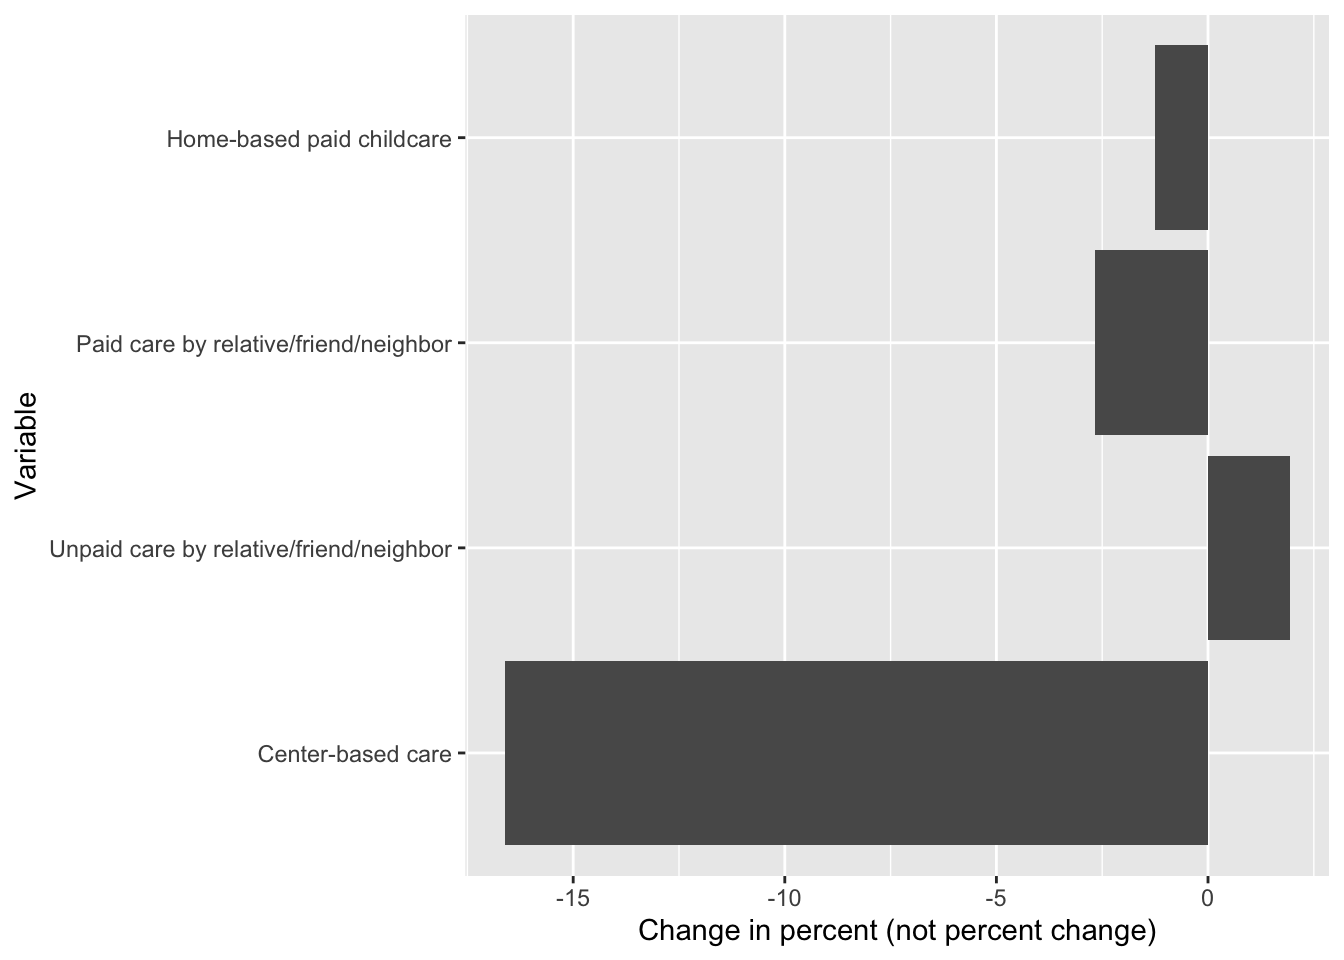 Home-based paid childcare
Paid care by relative/friend/neighbor
Variable
Unpaid care by relative/friend/neighbor
Center-based care
-15
-10
-5
0
Change in percent (not percent change)